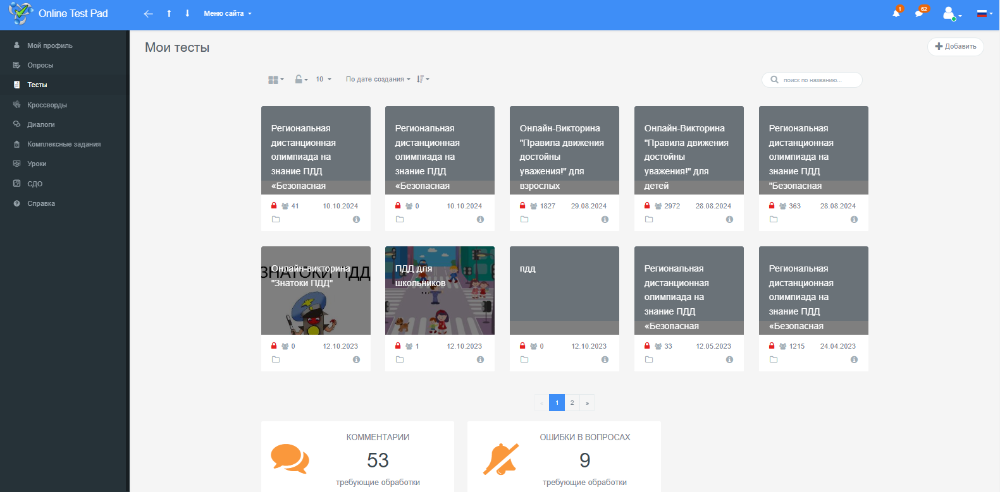 Online Test Pad
Меню сайта
1
62
Мой профиль
Опросы
Тесты
Кроссворды
Диалоги
Комплексные задания
Уроки
СДО
Справка
Мои тесты
Добавить
10
По дате создания
поиск по названию...
Региональная
дистанционная
олимпиада на
знание ПДД
«Безопасная
41 10.10.2024
Региональная
дистанционная
олимпиада на
знание ПДД
«Безопасная
0 10.10.2024
Онлайн-Викторина
"Правила движения
достойны
уважения!" для
взрослых
1827 29.08.2024
Онлайн-Викторина
"Правила движения
достойны
уважения!" для
детей
2972 28.08.2024
Региональная
дистанционная
олимпиада на
знание ПДД
"Безопасная
363 28.08.2024
Онлайн-викторина
"Знатоки ПДД"
ЗНАТОКИ ПДД
0 12.10.2023
ПДД для
школьников
1 12.10.2023
пдд
0 12.10.2023
Региональная
дистанционная
олимпиада на
знание ПДД
«Безопасная
33 12.05.2023
Региональная
дистанционная
олимпиада на
знание ПДД
«Безопасная
1215 24.04.2023
« 1 2 »
КОММЕНТАРИИ
53
требующие обработки
ОШИБКИ В ВОПРОСАХ
9
требующие обработки